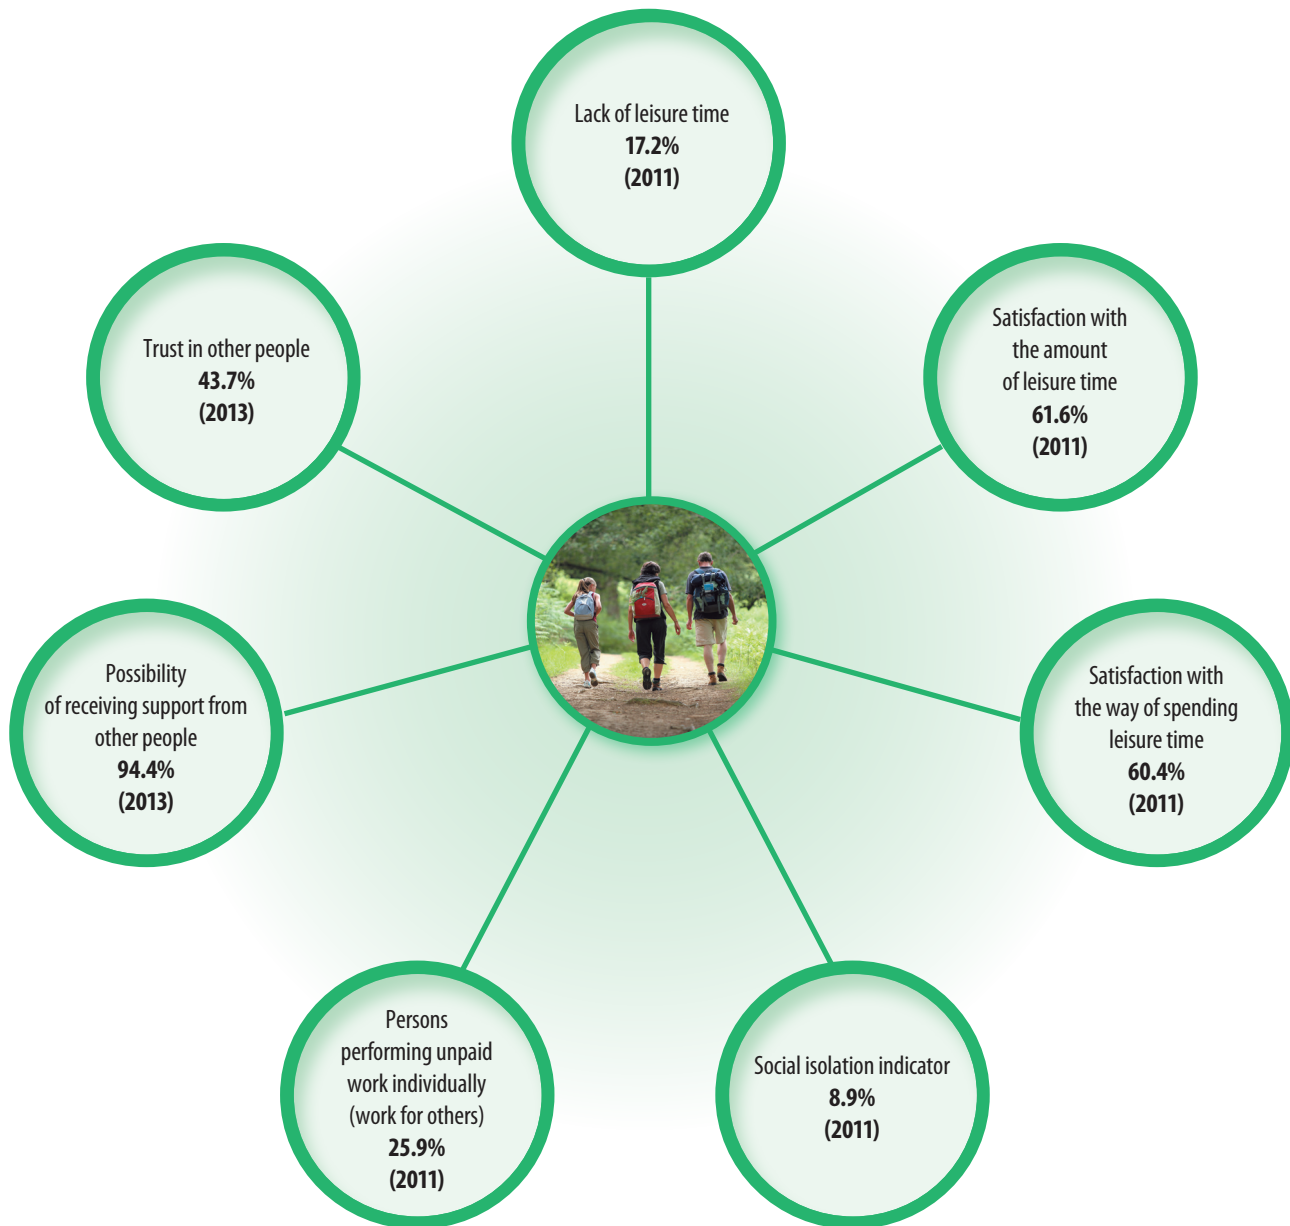 Lack of leisure time
17.2%
(2011)
Satisfaction with
the amount
of leisure time
61.6%
(2011)
Satisfaction with
the way of spending
leisure time
60.4%
(2011)
Social isolation indicator
8.9%
(2011)
Persons
performing unpaid
work individually
(work for others)
25.9%
(2011)
Possibility
of receiving support from
other people
94.4%
(2013)
Trust in other people
43.7%
(2013)